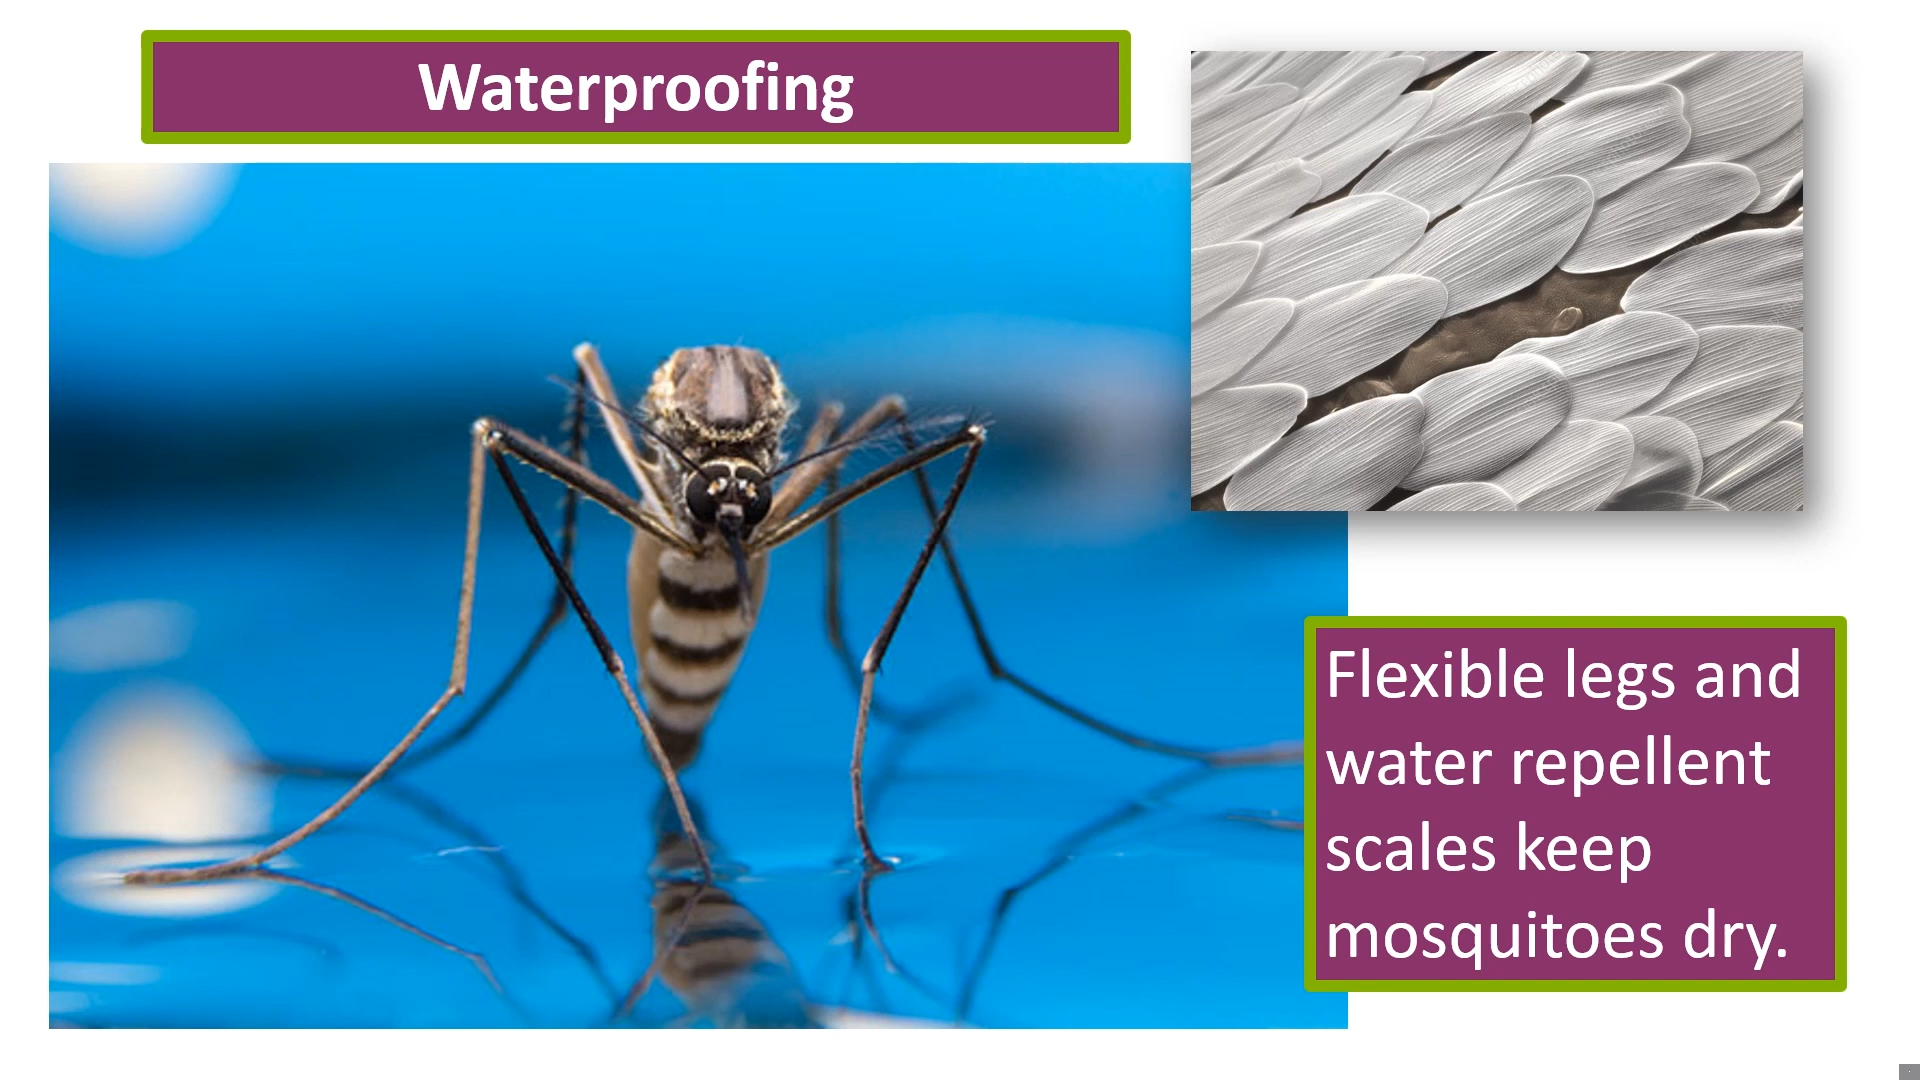 Waterproofing
Flexible legs and
water repellent
scales keep
mosquitoes dry.